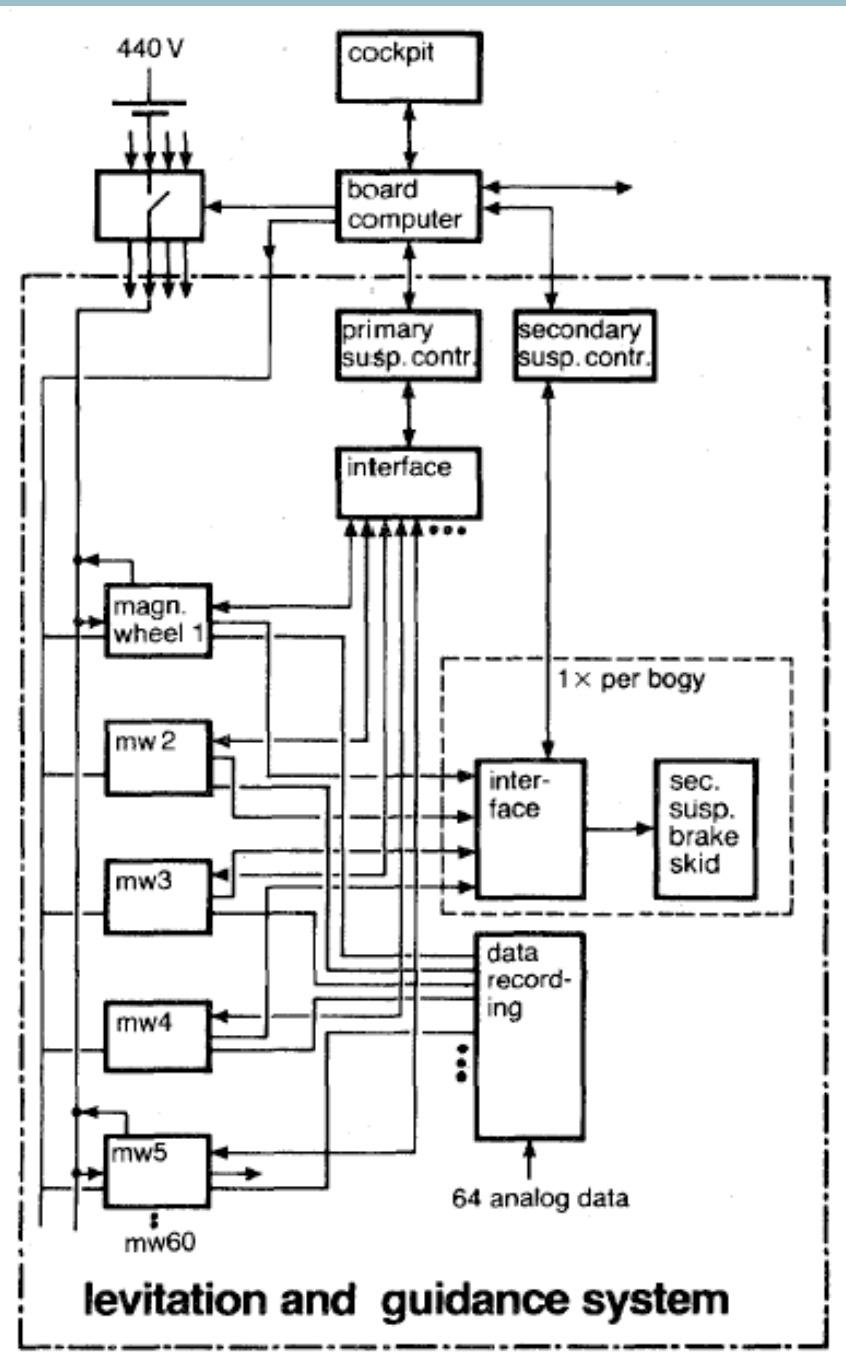 440 V
cockpit
board
computer
primary
susp. contr.
secondary
susp. contr.
interface
magn.
wheel 1
1× per bogy
mw 2
inter-
face
sec.
susp.
brake
skid
mw3
data
record-
ing
mw4
mw5
64 analog data
mw60
levitation and guidance system